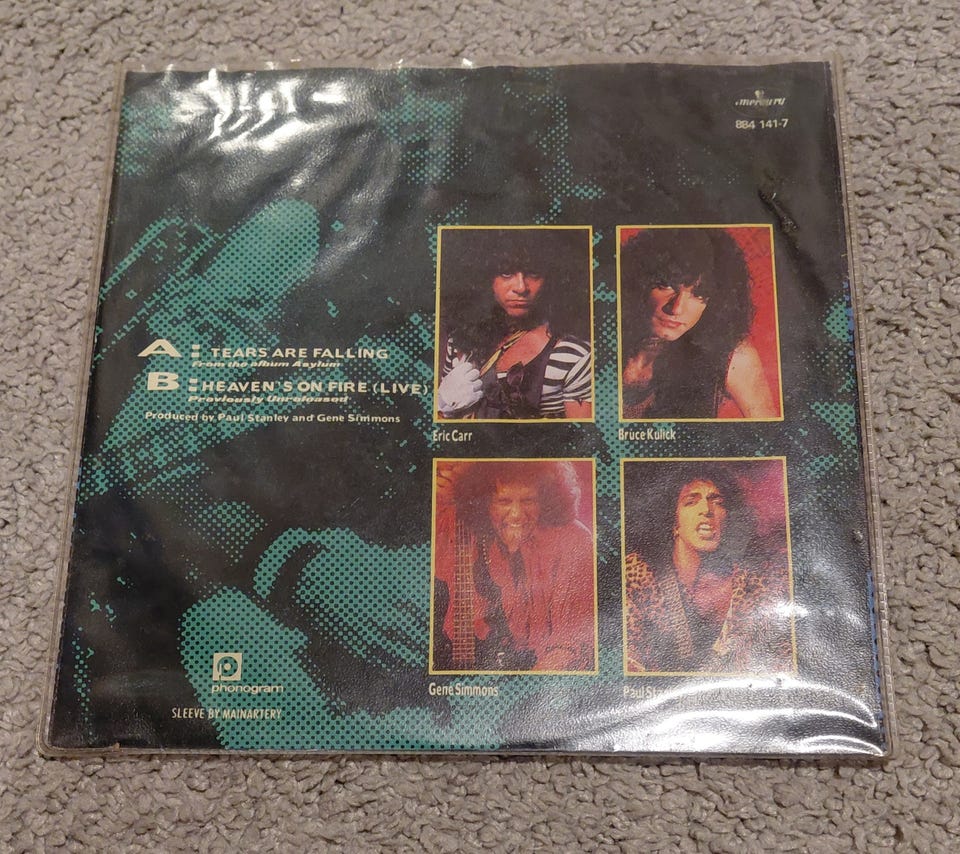 mercury
884 141-7
A: TEARS ARE FALLING
From the album Asylum
B: HEAVEN'S ON FIRE (LIVE)
Previously Unreleased
Produced by Paul Stanley and Gene Simmons
Eric Carr
Bruce Kulick
Gene Simmons
Paul
phonogram
SLEEVE BY MAINARTERY